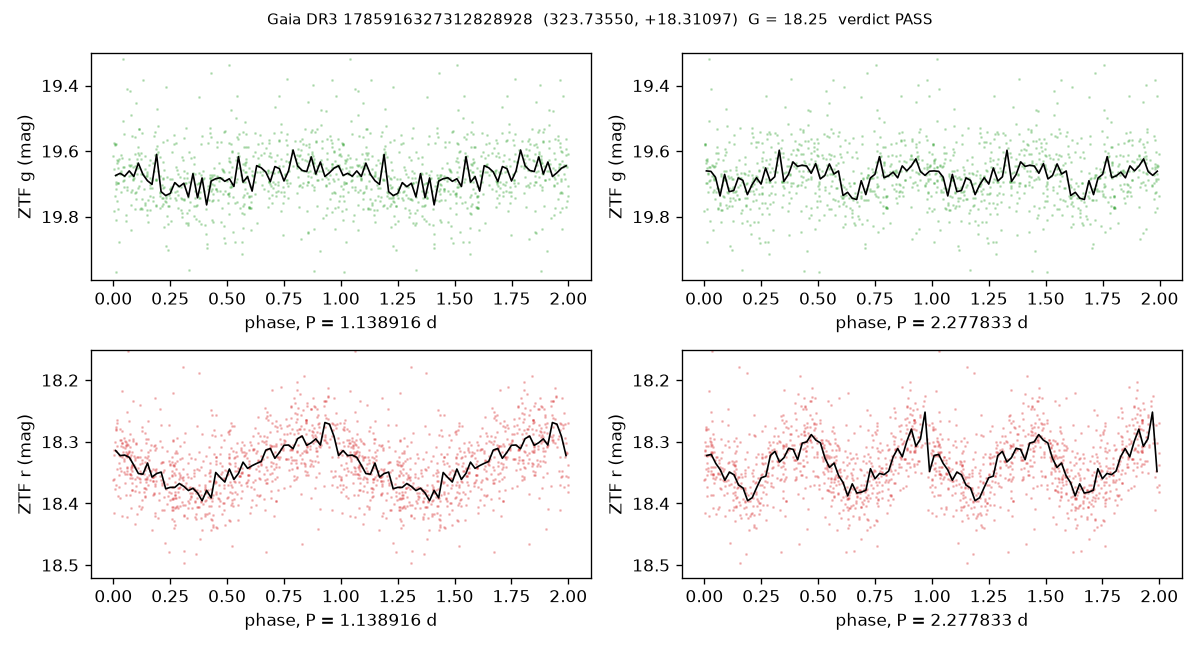 Gaia DR3 1785916327312828928  (323.73550, +18.31097)  G = 18.25  verdict PASS
ZTF g (mag)
19.4
19.6
19.8
0.00 0.25 0.50 0.75 1.00 1.25 1.50 1.75 2.00
phase, P = 1.138916 d
ZTF g (mag)
19.4
19.6
19.8
0.00 0.25 0.50 0.75 1.00 1.25 1.50 1.75 2.00
phase, P = 2.277833 d
ZTF r (mag)
18.2
18.3
18.4
18.5
0.00 0.25 0.50 0.75 1.00 1.25 1.50 1.75 2.00
phase, P = 1.138916 d
ZTF r (mag)
18.2
18.3
18.4
18.5
0.00 0.25 0.50 0.75 1.00 1.25 1.50 1.75 2.00
phase, P = 2.277833 d